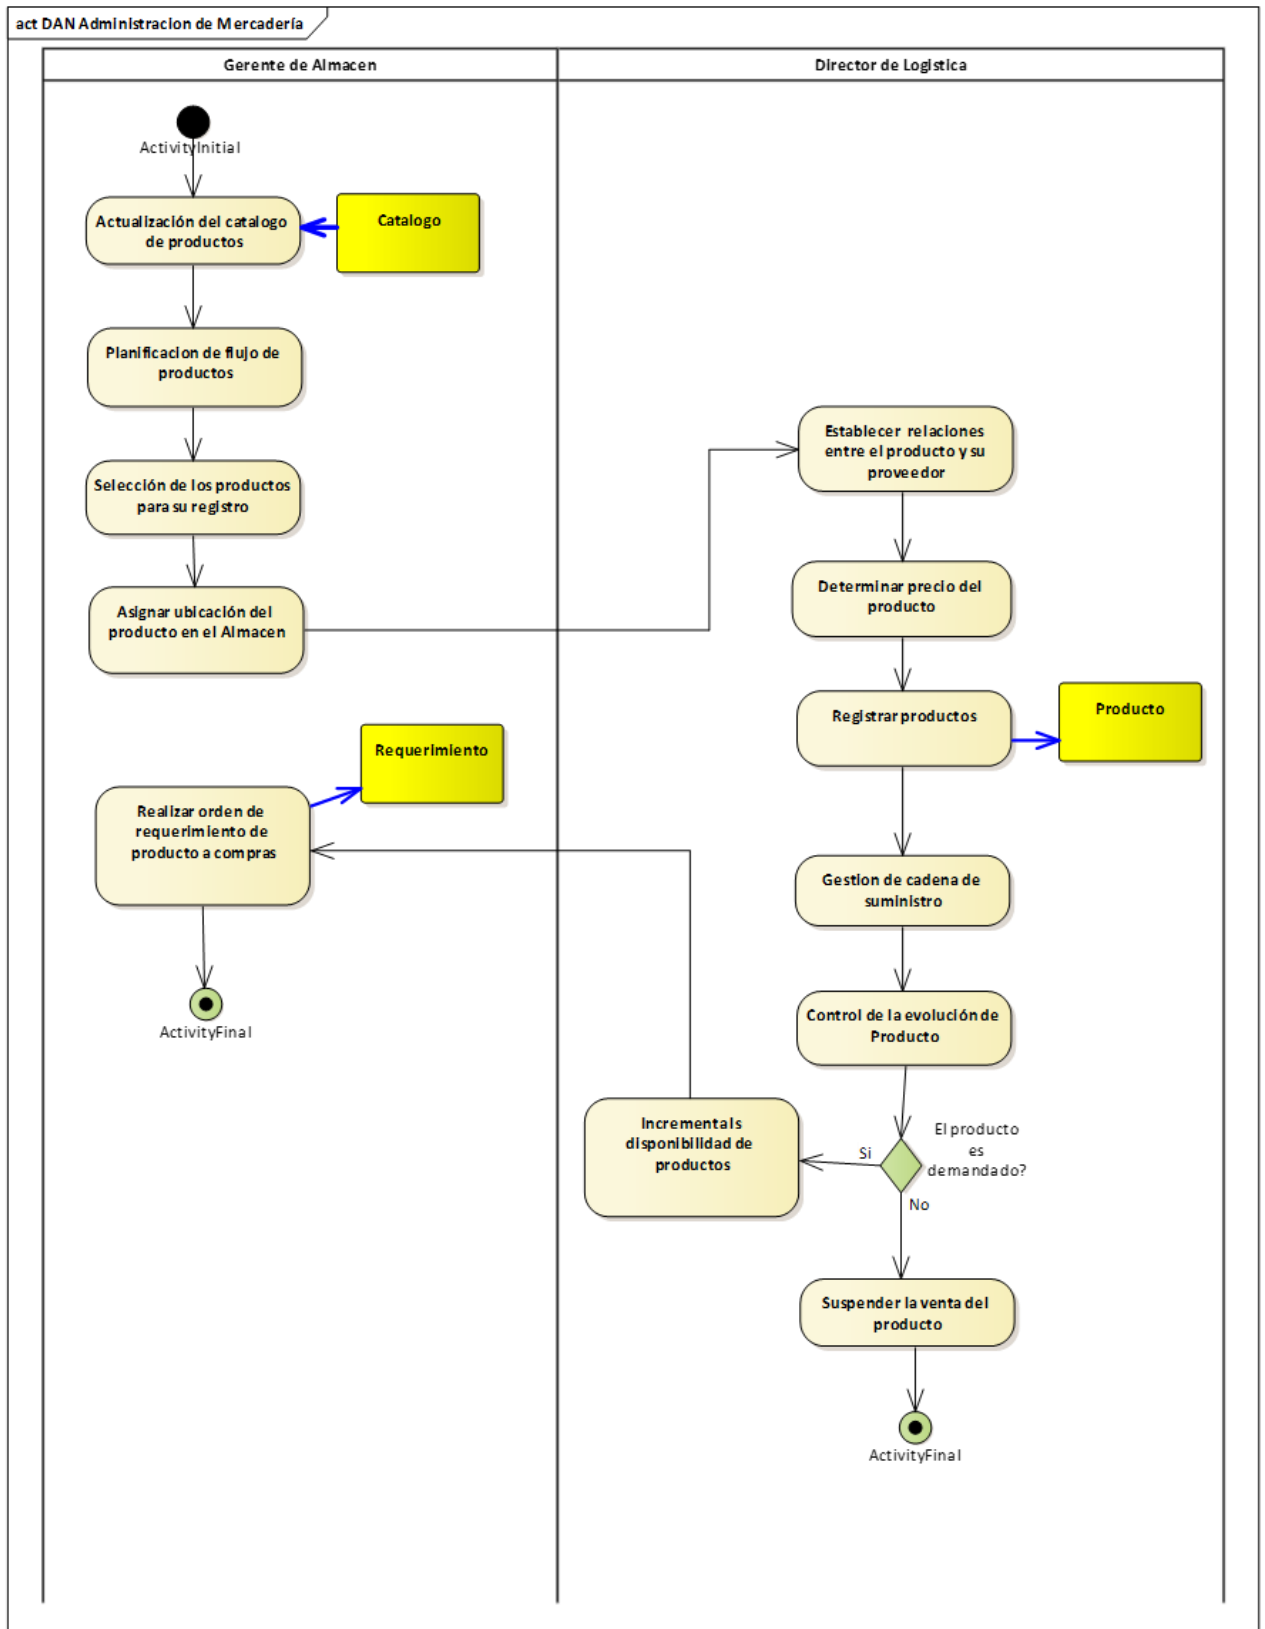 act DAN Administracion de Mercadería
Gerente de Almacen
Director de Logistica
ActivityInitial
Actualización del catalogo
de productos
Catalogo
Planificacion de flujo de
productos
Selección de los productos
para su registro
Asignar ubicación del
producto en el Almacen
Establecer relaciones
entre el producto y su
proveedor
Determinar precio del
producto
Registrar productos
Producto
Requerimiento
Realizar orden de
requerimiento de
producto a compras
Gestion de cadena de
suministro
ActivityFinal
Control de la evolución de
Producto
Incremental s
disponibilidad de
productos
Si
El producto
es
demandado?
No
Suspender la venta del
producto
ActivityFinal